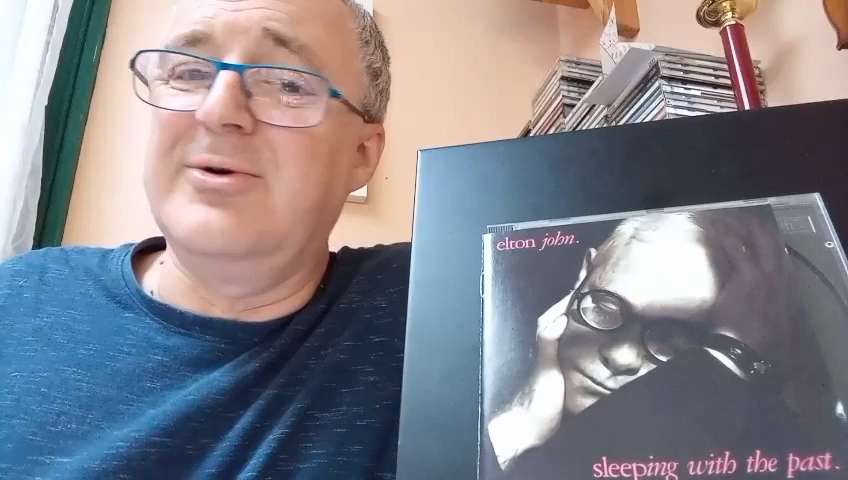 elton john.
sleeping with the past.